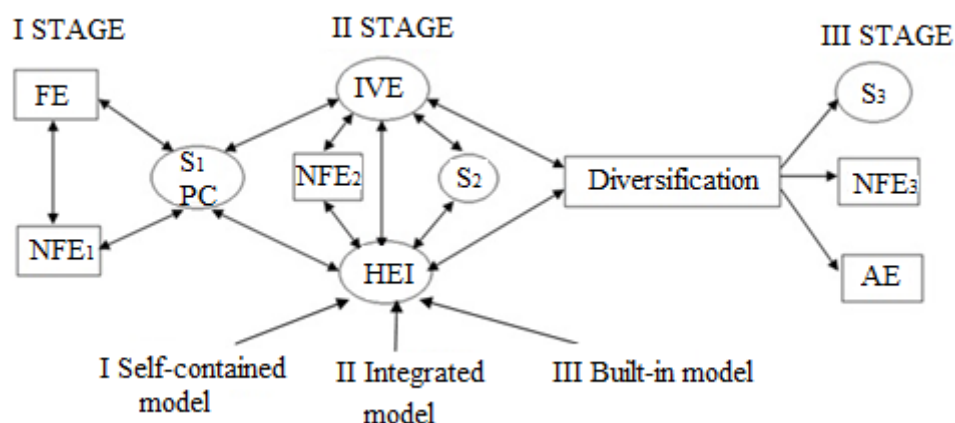 I STAGE
II STAGE
III STAGE
FE
IVE
S3
S1
PC
NFE2
S2
Diversification
NFE3
NFE1
HEI
AE
I Self-contained
model
II Integrated
model
III Built-in model